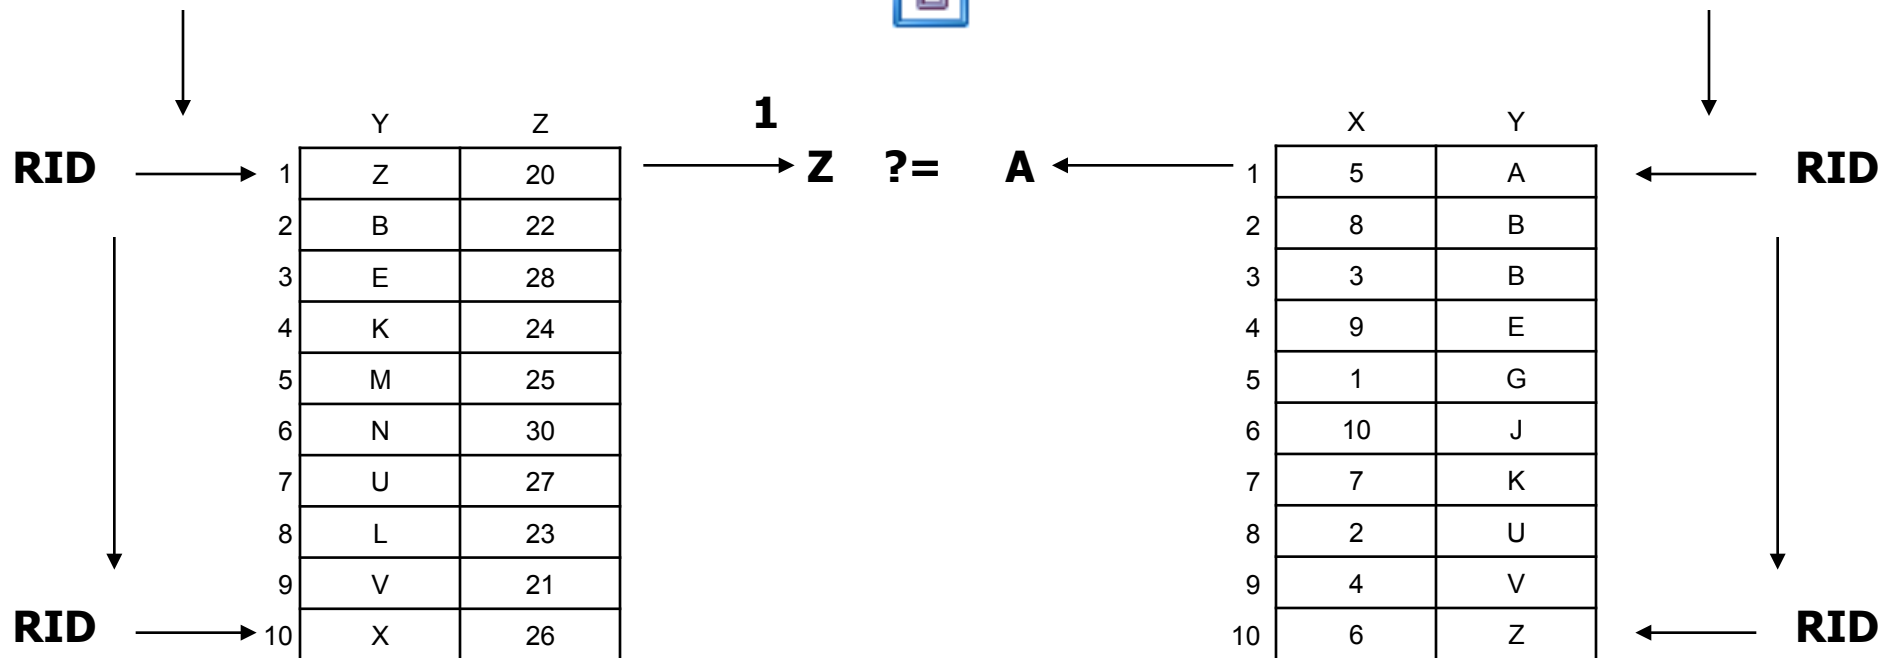 1
Y Z X Y
RID 1 Z 20 Z ?= A 1 5 A RID
2 B 22 2 8 B
3 E 28 3 3 B
4 K 24 4 9 E
5 M 25 5 1 G
6 N 30 6 10 J
7 U 27 7 7 K
8 L 23 8 2 U
9 V 21 9 4 V
RID 10 X 26 10 6 Z RID